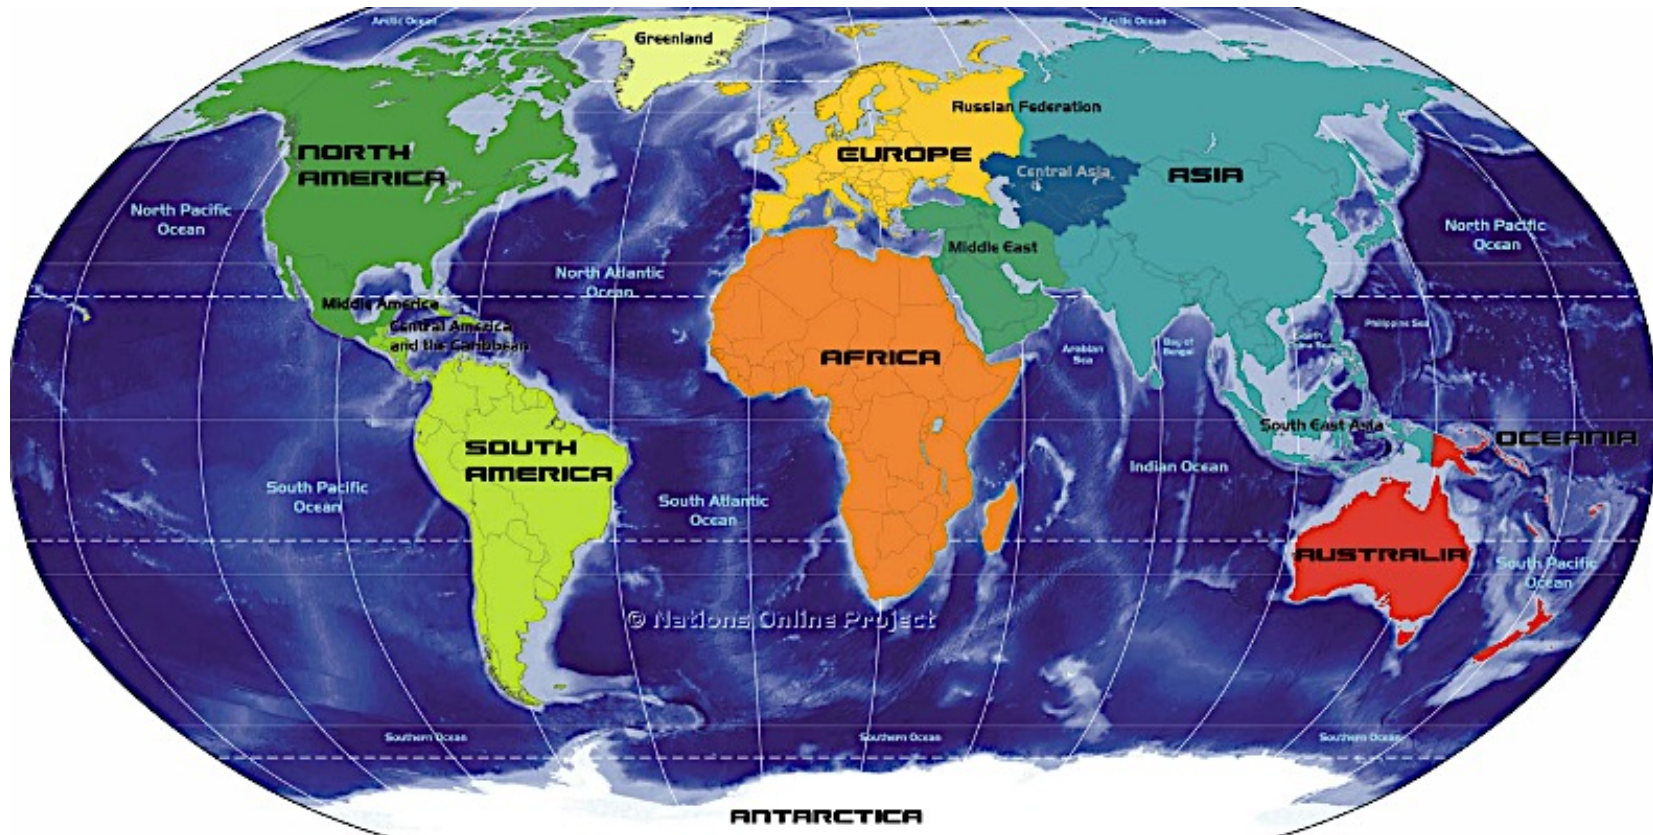 Arctic Ocean
Arctic Ocean
Greenland
Russian Federation
NORTH
AMERICA
EUROPE
Central Asia
ASIA
North Pacific
Ocean
North Pacific
Ocean
Middle East
North Atlantic
Ocean
Middle America
Central America
and the Caribbean
Philippine Sea
South
China Sea
Arabian
Sea
Bay of
Bengal
AFRICA
South East Asia
OCEANIA
SOUTH
AMERICA
Indian Ocean
South Pacific
Ocean
South Atlantic
Ocean
AUSTRALIA
South Pacific
Ocean
© Nations Online Project
Southern Ocean
Southern Ocean
Southern Ocean
ANTARCTICA